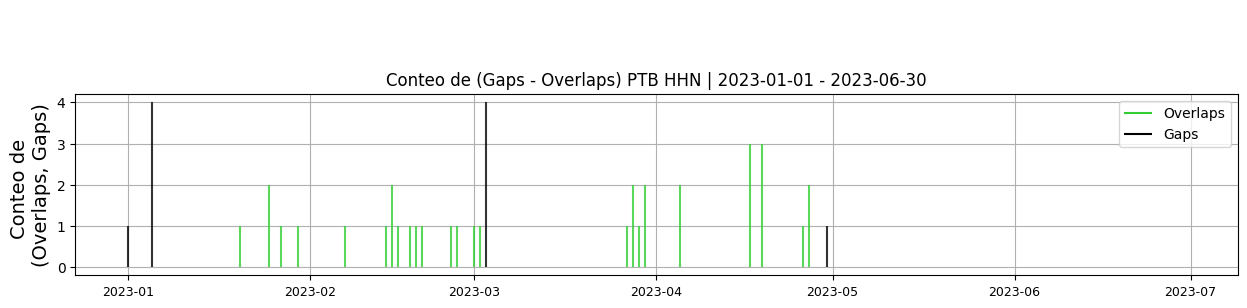 Conteo de (Gaps - Overlaps) PTB HHN | 2023-01-01 - 2023-06-30
Conteo de
(Overlaps, Gaps)
4
3
2
1
0
Overlaps
Gaps
2023-01
2023-02
2023-03
2023-04
2023-05
2023-06
2023-07